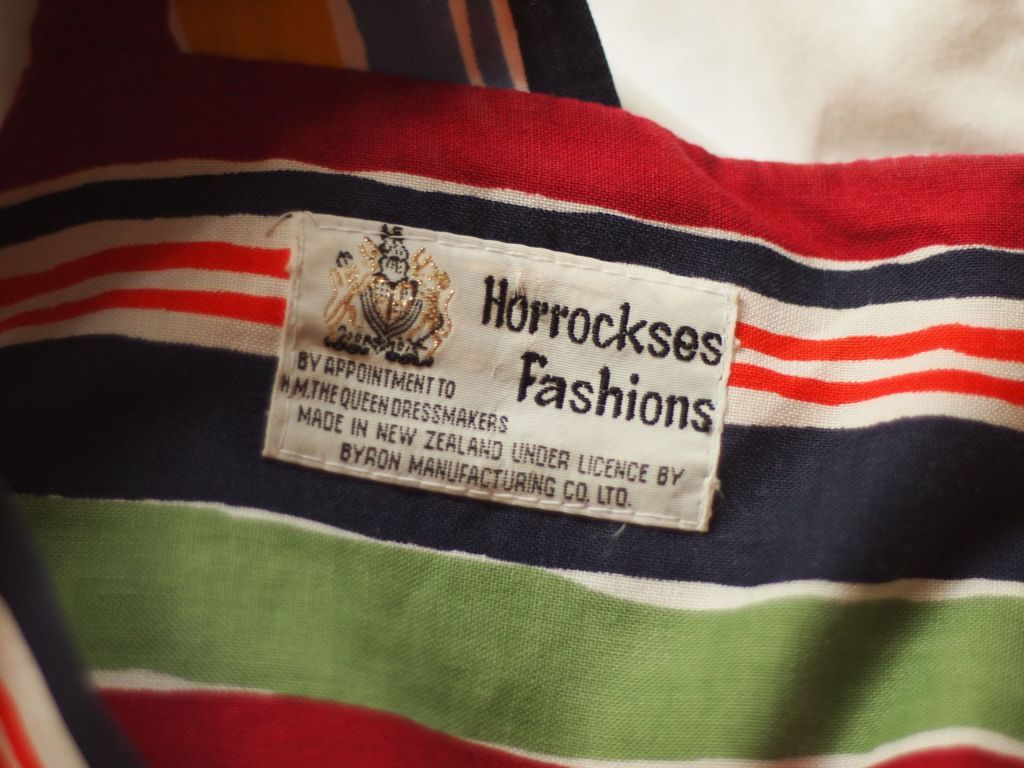 Horrockses
Fashions
BY APPOINTMENT TO
H.M. THE QUEEN DRESSMAKERS
MADE IN NEW ZEALAND UNDER LICENCE BY
BYRON MANUFACTURING CO. LTD.